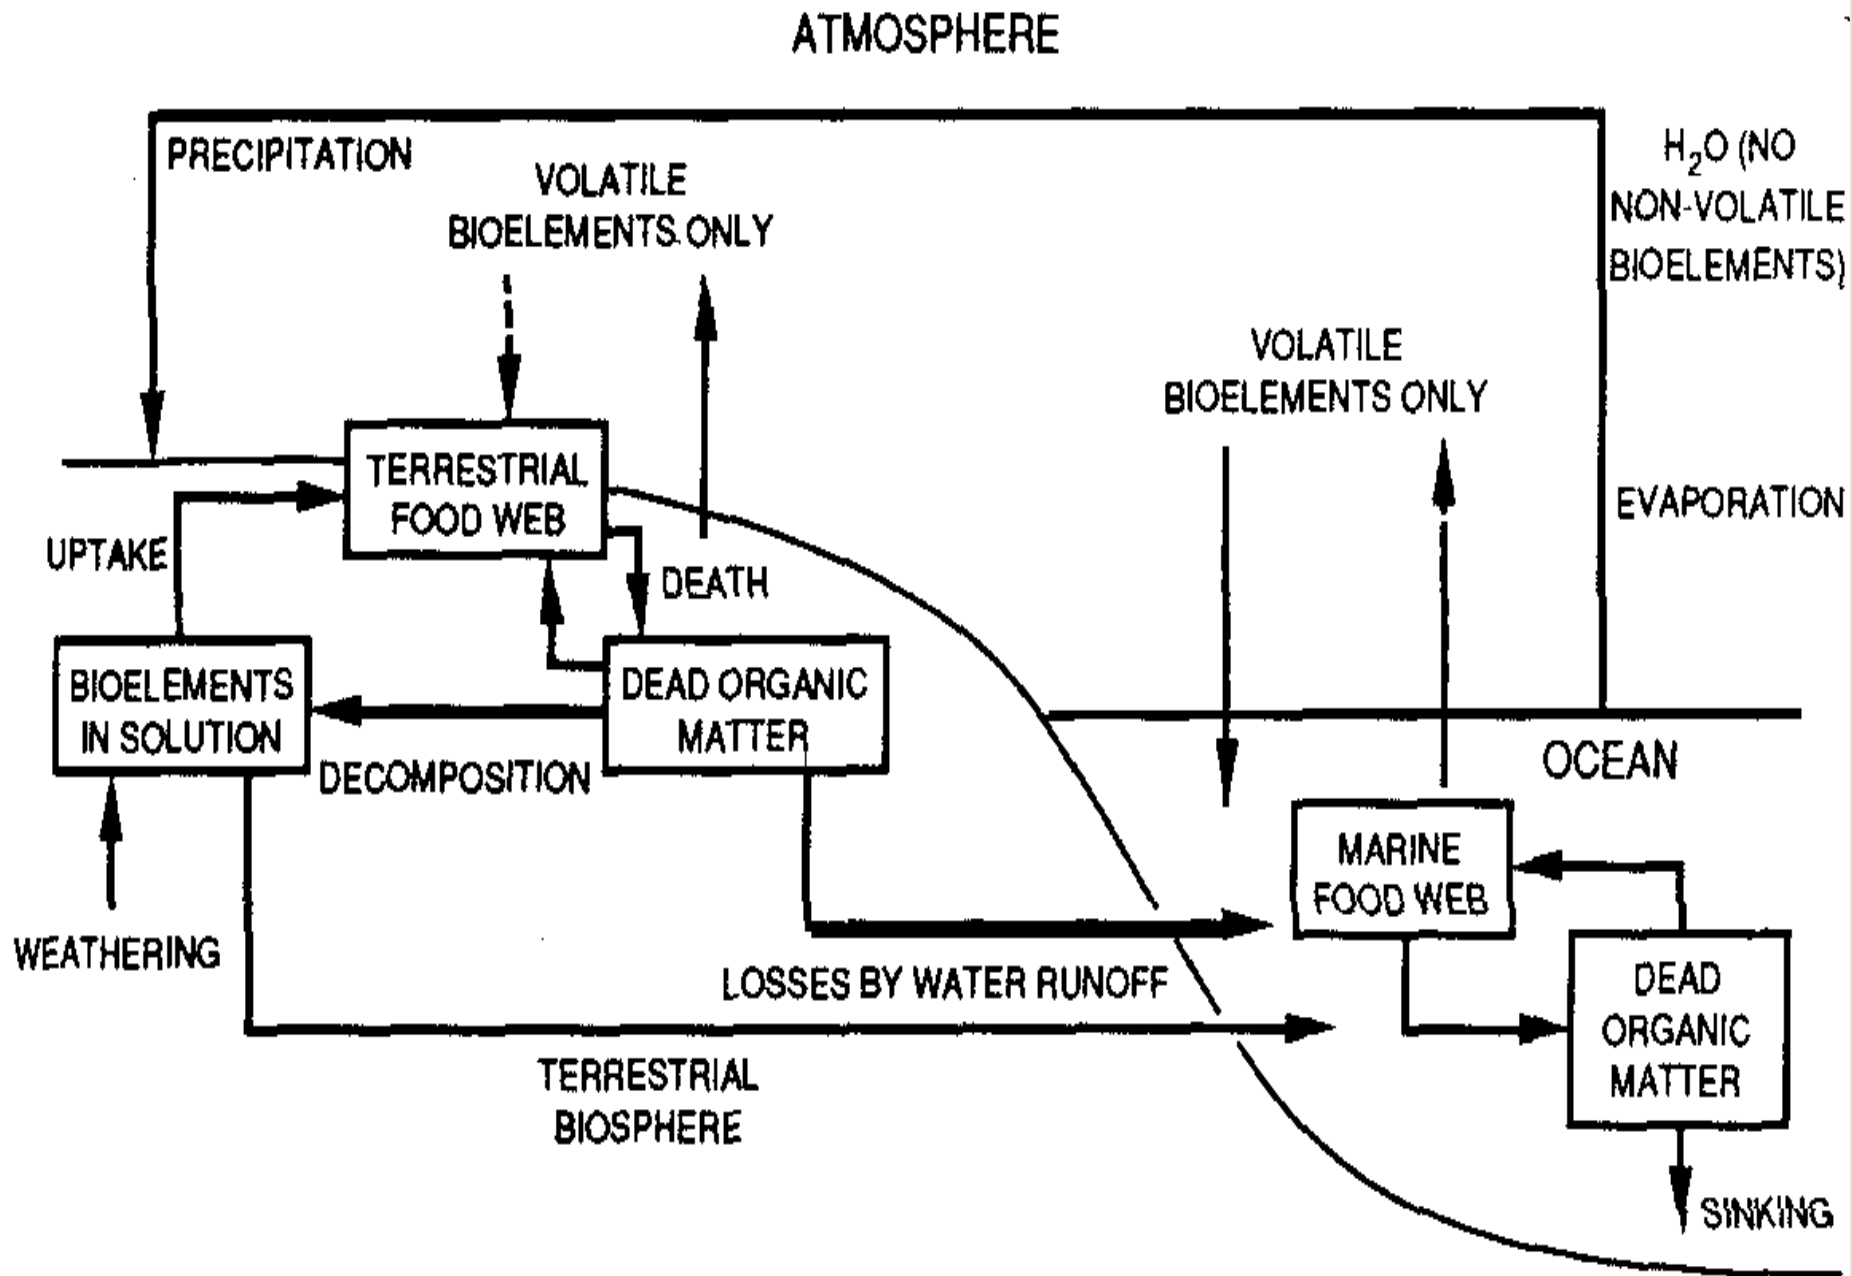 ATMOSPHERE
PRECIPITATION
VOLATILE
BIOELEMENTS ONLY
H₂O (NO
NON-VOLATILE
BIOELEMENTS)
VOLATILE
BIOELEMENTS ONLY
TERRESTRIAL
FOOD WEB
EVAPORATION
UPTAKE
DEATH
BIOELEMENTS
IN SOLUTION
DEAD ORGANIC
MATTER
DECOMPOSITION
OCEAN
MARINE
FOOD WEB
WEATHERING
LOSSES BY WATER RUNOFF
DEAD
ORGANIC
MATTER
TERRESTRIAL
BIOSPHERE
SINKING